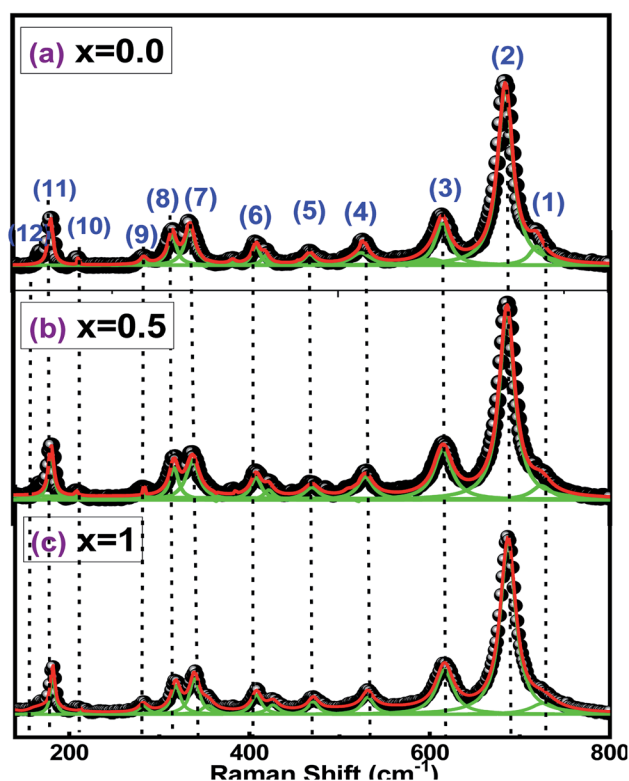 (a) x=0.0
(2)
(11)
(8) (7)
(3)
(12)
(10)
(9)
(6)
(5)
(4)
(1)
(b) x=0.5
(c) x=1
200 400 600 800
Raman Shift (cm-1)